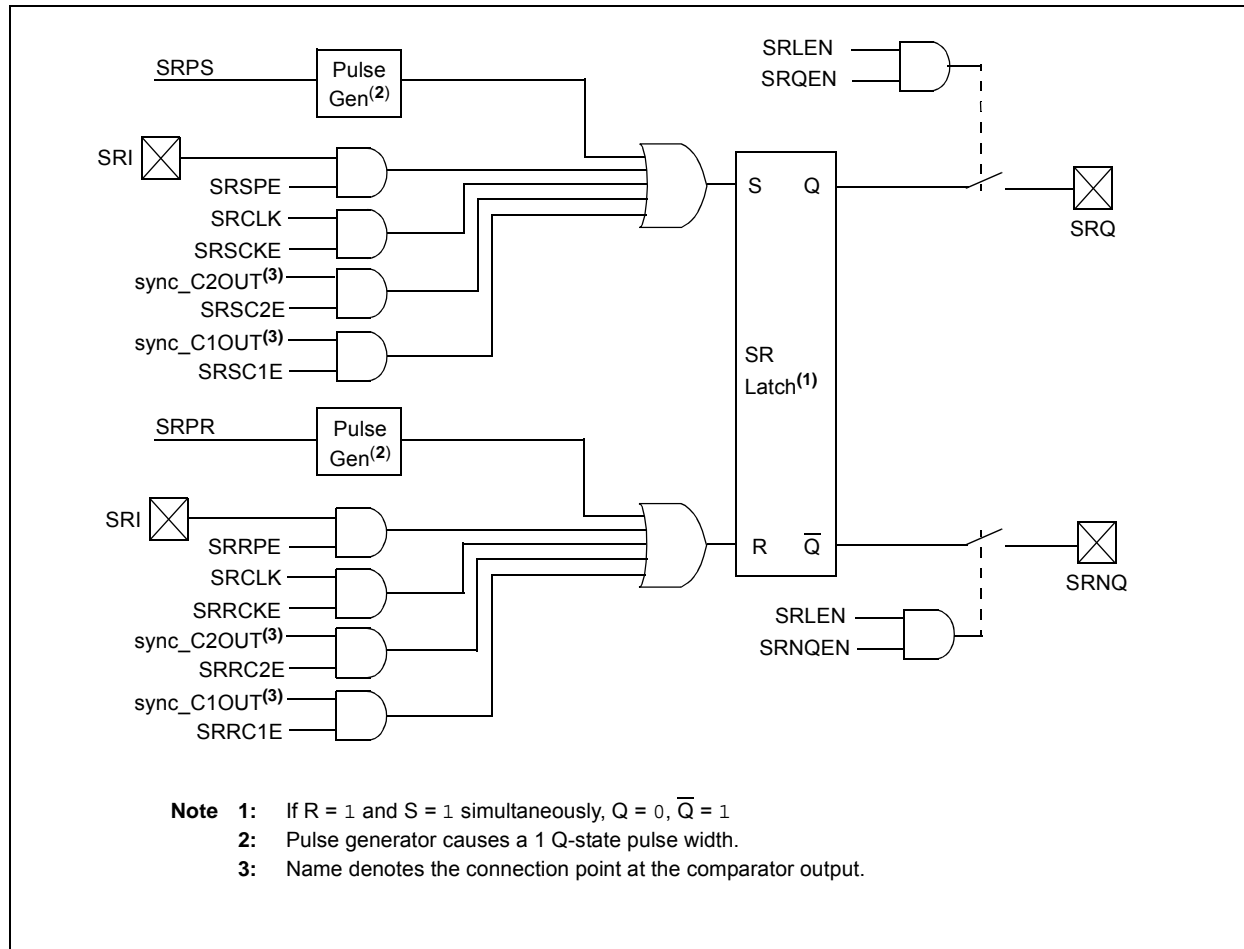 SRPS
Pulse
Gen(2)
SRI
SRSPE
SRCLK
SRSCKE
sync_C2OUT(3)
SRSC2E
sync_C1OUT(3)
SRSC1E
SRPR
Pulse
Gen(2)
SRI
SRRPE
SRCLK
SRRCKE
sync_C2OUT(3)
SRRC2E
sync_C1OUT(3)
SRRC1E
S Q
SR
Latch(1)
R Q̅
SRLEN
SRQEN
SRQ
SRLEN
SRNQEN
SRNQ
Note 1: If R = 1 and S = 1 simultaneously, Q = 0, Q̅ = 1
2: Pulse generator causes a 1 Q-state pulse width.
3: Name denotes the connection point at the comparator output.